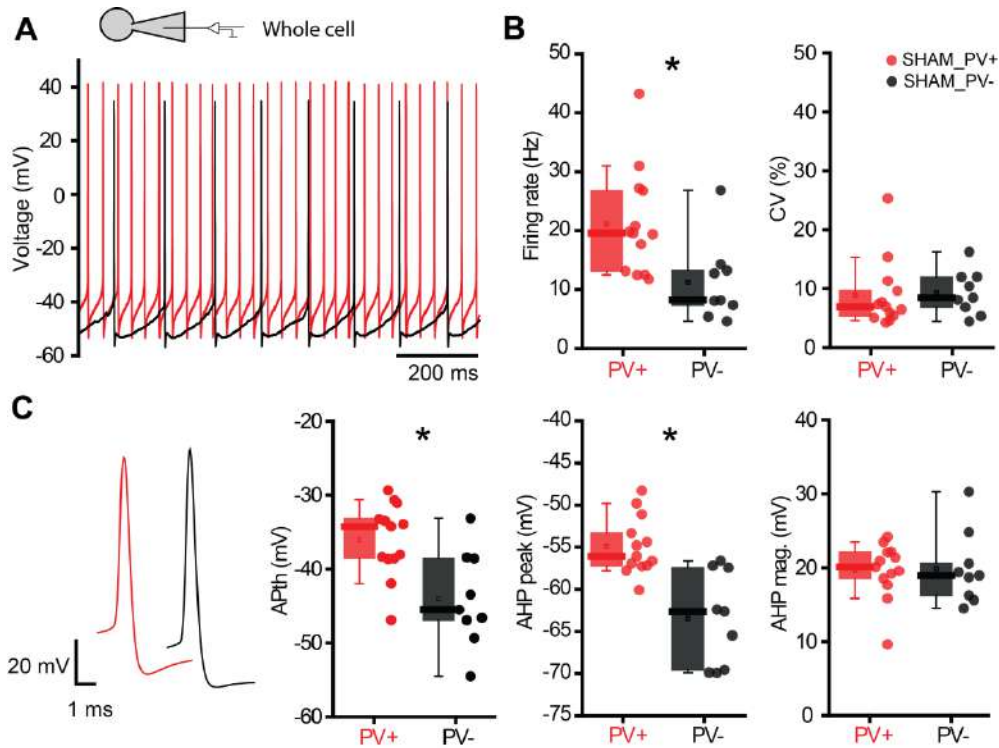 A
Whole cell
Voltage (mV)
40
20
0
-20
-40
-60
200 ms
B
Firing rate (Hz)
50
40
30
20
10
0
*
PV+
PV-
CV (%)
50
40
30
20
10
0
SHAM_PV+
SHAM_PV-
PV+
PV-
C
20 mV
1 ms
APth (mV)
-20
-30
-40
-50
-60
*
PV+
PV-
AHP peak (mV)
-40
-45
-50
-55
-60
-65
-70
-75
*
PV+
PV-
AHP mag. (mV)
40
30
20
10
0
PV+
PV-